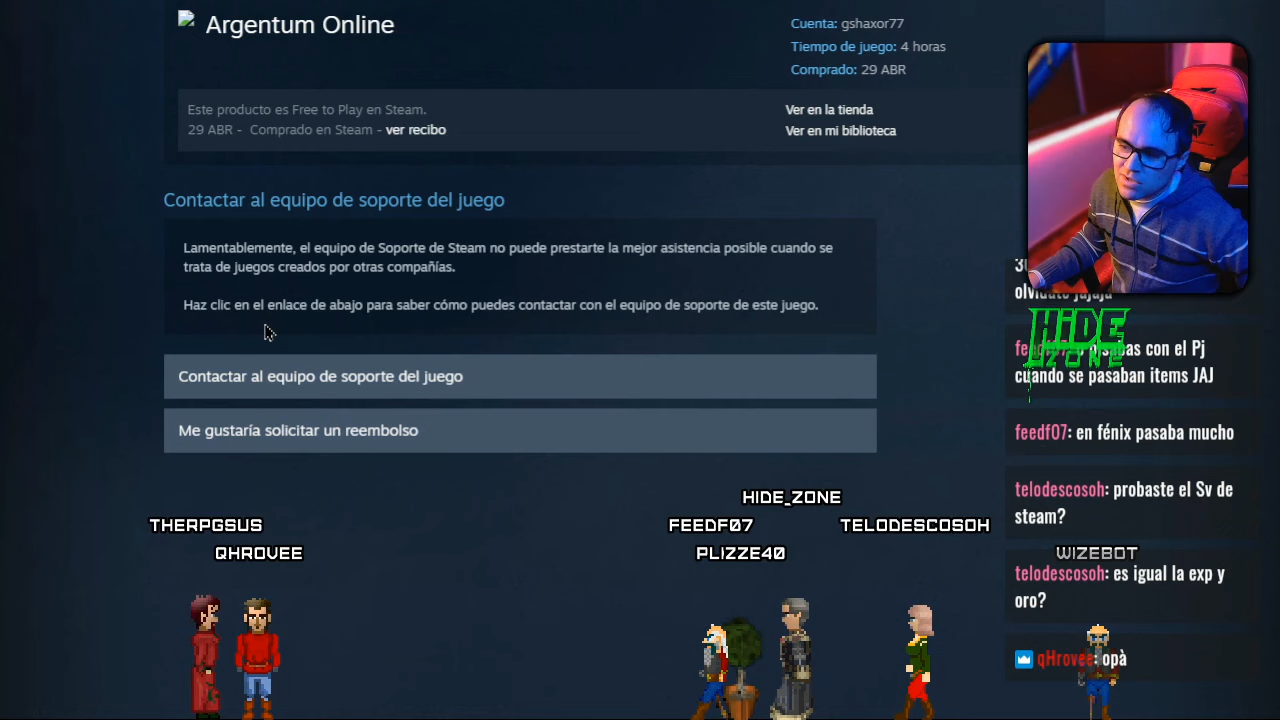 Argentum Online
Cuenta: gshaxor77
Tiempo de juego: 4 horas
Comprado: 29 ABR
Este producto es Free to Play en Steam.
29 ABR - Comprado en Steam - ver recibo
Ver en la tienda
Ver en mi biblioteca
Contactar al equipo de soporte del juego
Lamentablemente, el equipo de Soporte de Steam no puede prestarte la mejor asistencia posible cuando se
trata de juegos creados por otras compañías.
Haz clic en el enlace de abajo para saber cómo puedes contactar con el equipo de soporte de este juego.
Contactar al equipo de soporte del juego
Me gustaría solicitar un reembolso
olvidate jajaja
HiDE
ZONE
feedf07:
con el Pj
cuando se pasaban items JAJ
feedf07: en fénix pasaba mucho
telodescosoh: probaste el Sv de
steam?
telodescosoh: es igual la exp y
oro?
qHrovee: opà
THERPGSUS
QHROVEE
HIDE_ZONE
FEEDF07
PLIZZE40
TELODESCOSOH
WIZEBOT